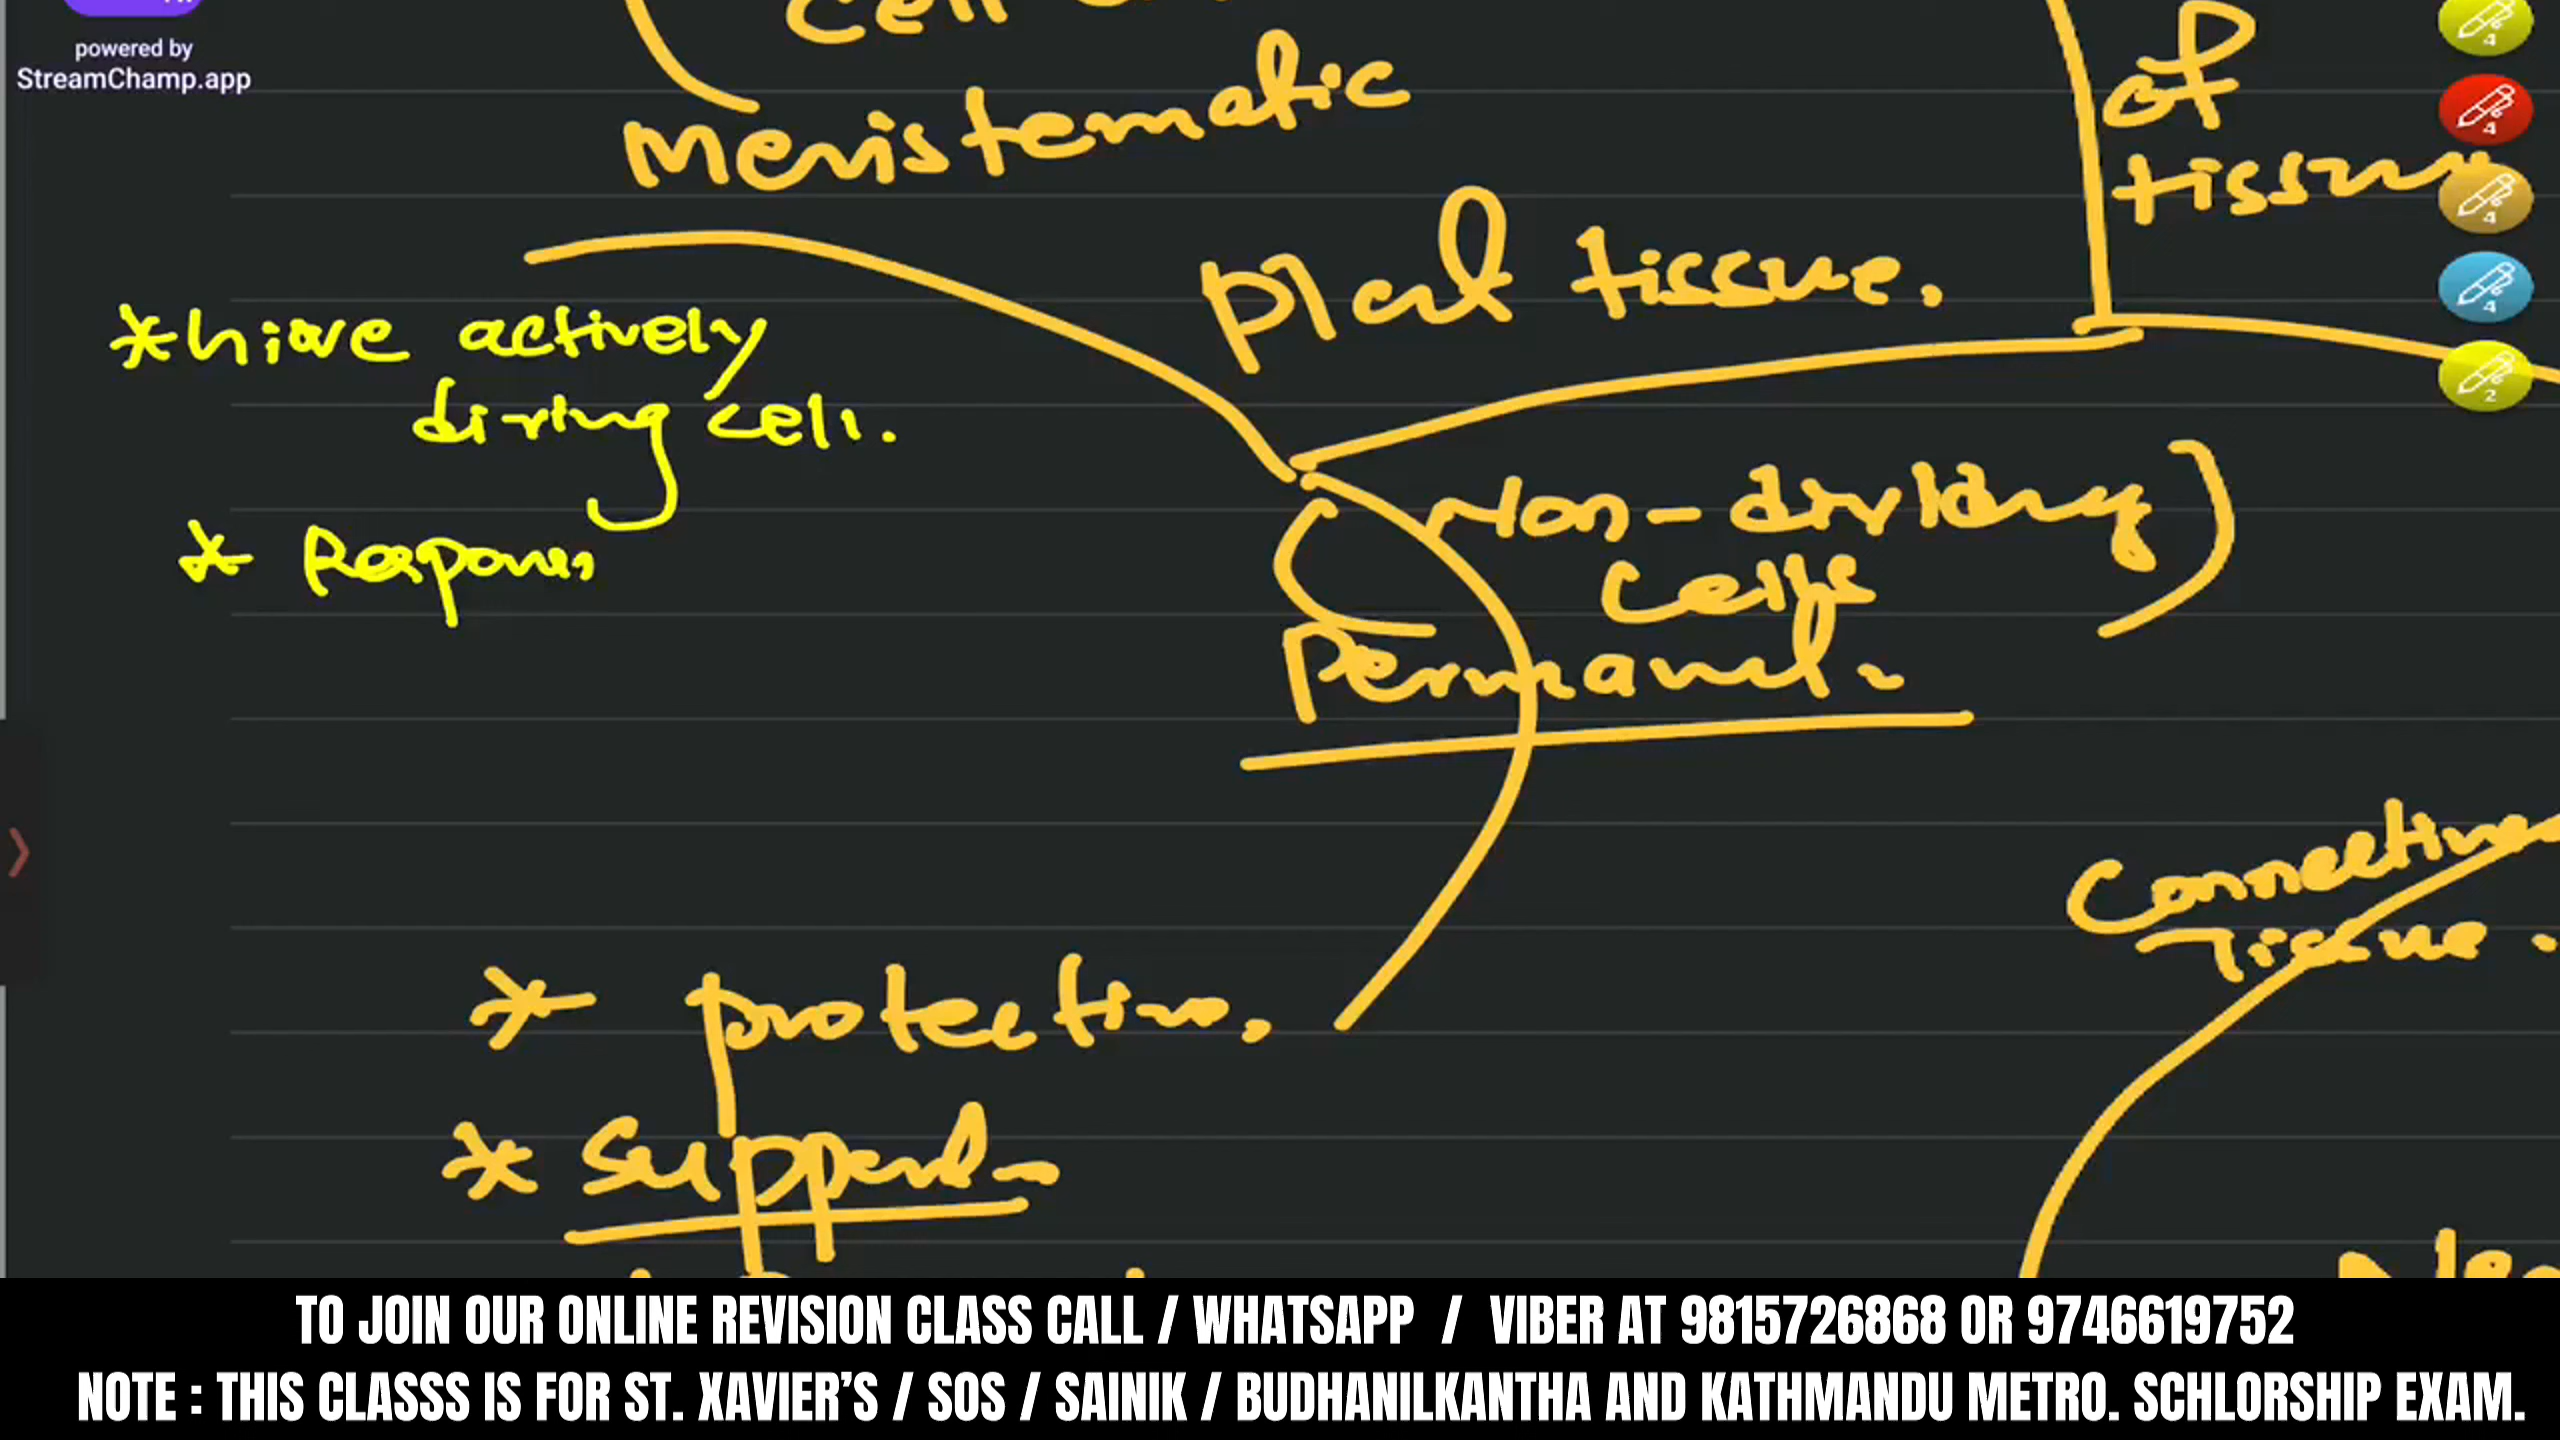 powered by
StreamChamp.app
Cell
Meristematic
of
tissue
Plant tissue.
*have actively
dividing cell.
* Respons
(Non-dividing)
cells
Permanent-
Connective
Tissue.
* protective.
* Support-
TO JOIN OUR ONLINE REVISION CLASS CALL / WHATSAPP / VIBER AT 9815726868 OR 9746619752
NOTE : THIS CLASSS IS FOR ST. XAVIER'S / SOS / SAINIK / BUDHANILKANTHA AND KATHMANDU METRO. SCHLORSHIP EXAM.